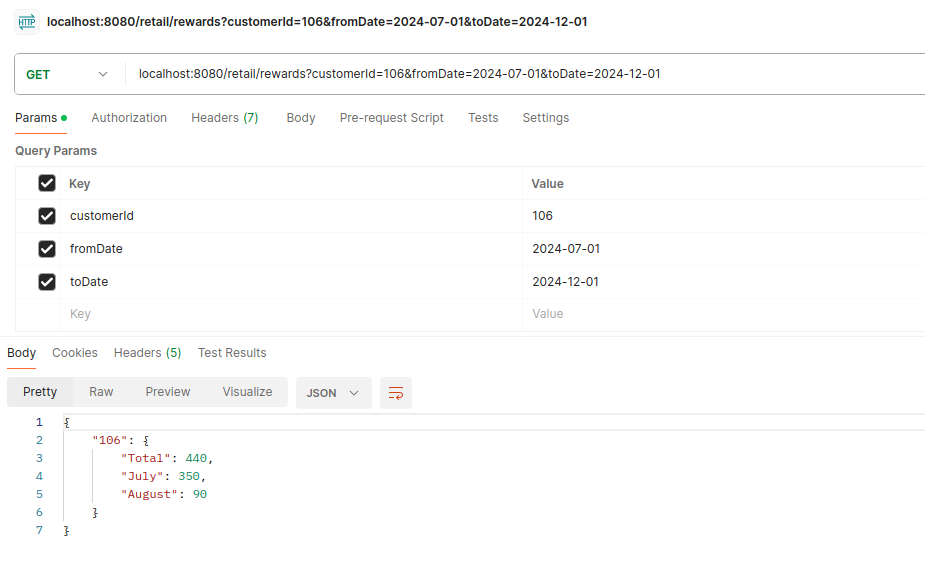 HTTP localhost:8080/retail/rewards?customerId=106&fromDate=2024-07-01&toDate=2024-12-01
GET localhost:8080/retail/rewards?customerId=106&fromDate=2024-07-01&toDate=2024-12-01
Params Authorization Headers (7) Body Pre-request Script Tests Settings
Query Params
Key Value
customerId 106
fromDate 2024-07-01
toDate 2024-12-01
Key Value
Body Cookies Headers (5) Test Results
Pretty Raw Preview Visualize JSON
1 {
2 "106": {
3 "Total": 440,
4 "July": 350,
5 "August": 90
6 }
7 }